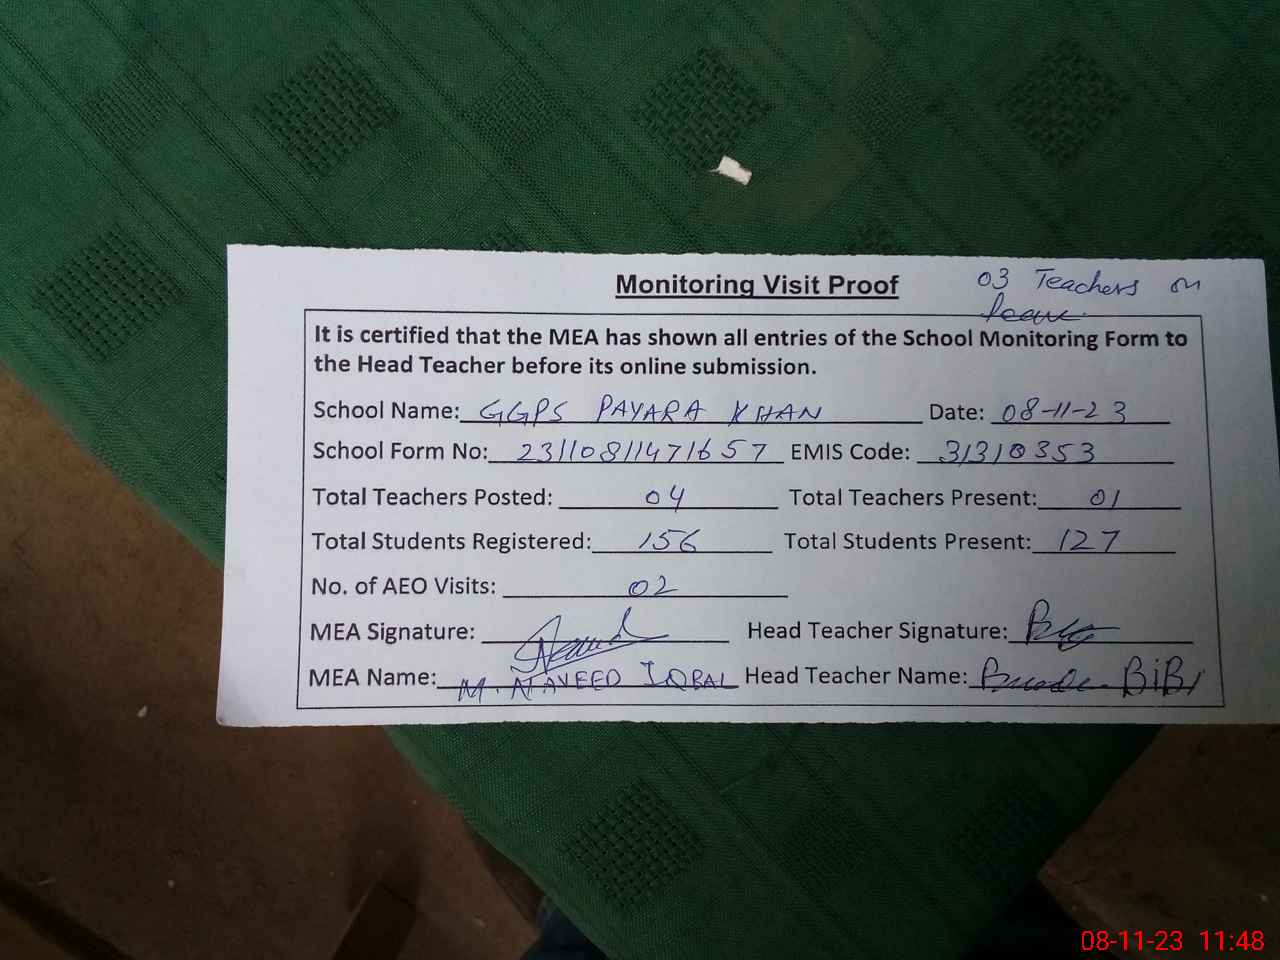 Monitoring Visit Proof
03 Teachers on
leave
It is certified that the MEA has shown all entries of the School Monitoring Form to
the Head Teacher before its online submission.
School Name: GGPS PAYARA KHAN Date: 08-11-23
School Form No: 23110811471657 EMIS Code: 31310353
Total Teachers Posted: 04 Total Teachers Present: 01
Total Students Registered: 156 Total Students Present: 127
No. of AEO Visits: 02
MEA Signature: Head Teacher Signature:
MEA Name: M. NAVEED IQBAL Head Teacher Name: BiBi
08-11-23 11:48